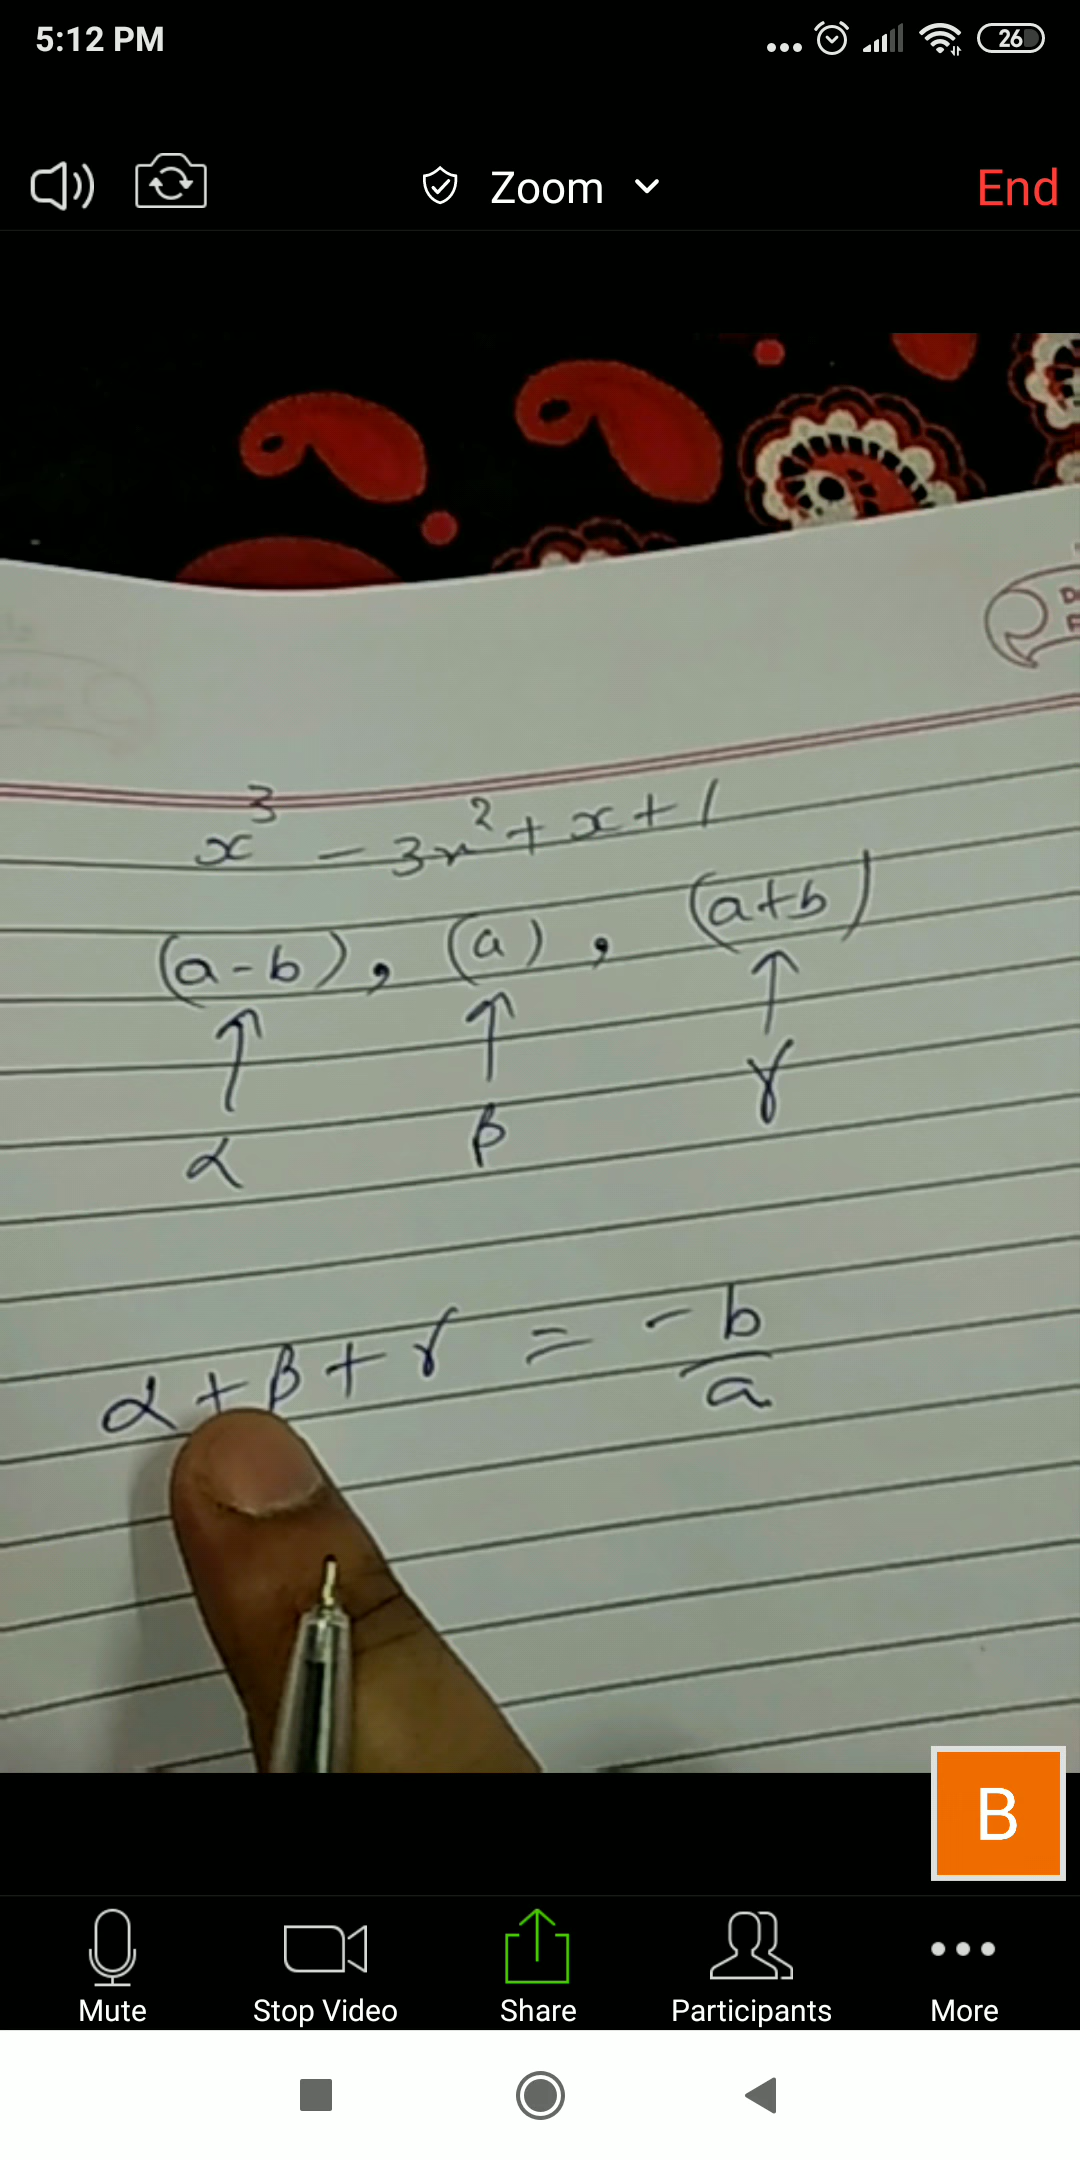 5:12 PM
26
Zoom
End
x³ - 3x² + x + 1
(a-b), (a), (a+b)
↑ ↑ ↑
α β γ
α + β + γ = -b/a
B
Mute Stop Video Share Participants More